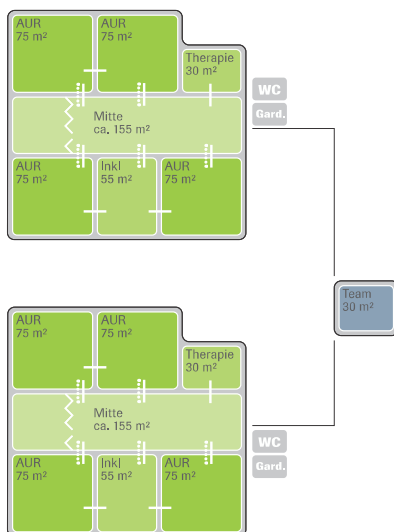 AUR
75 m²
AUR
75 m²
Therapie
30 m²
WC
Gard.
Mitte
ca. 155 m²
AUR
75 m²
Inkl
55 m²
AUR
75 m²
Team
30 m²
AUR
75 m²
AUR
75 m²
Therapie
30 m²
Mitte
ca. 155 m²
WC
Gard.
AUR
75 m²
Inkl
55 m²
AUR
75 m²